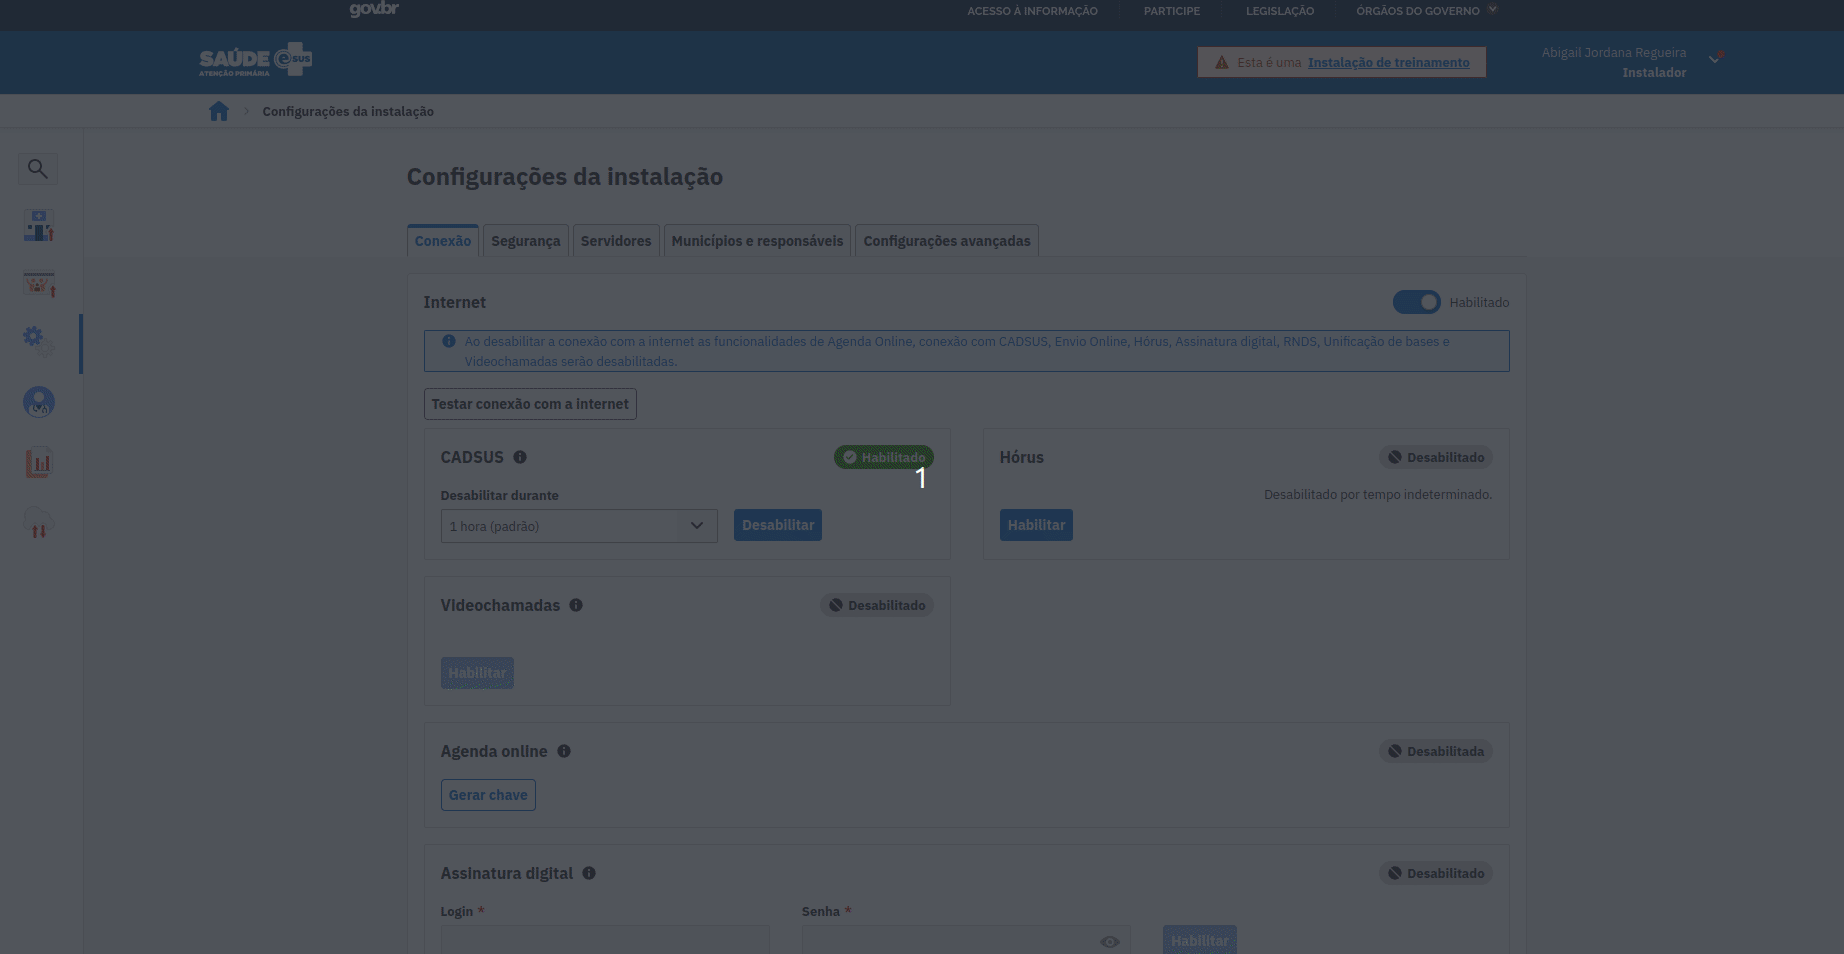 gov.br
ACESSO À INFORMAÇÃO
PARTICIPE
LEGISLAÇÃO
ÓRGÃOS DO GOVERNO
SAÚDE e SUS
ATENÇÃO PRIMÁRIA
Esta é uma Instalação de treinamento
Abigail Jordana Regueira
Instalador
Configurações da instalação
Configurações da instalação
Conexão
Segurança
Servidores
Municípios e responsáveis
Configurações avançadas
Internet
Habilitado
Ao desabilitar a conexão com a internet as funcionalidades de Agenda Online, conexão com CADSUS, Envio Online, Hórus, Assinatura digital, RNDS, Unificação de bases e
Videochamadas serão desabilitadas.
Testar conexão com a internet
CADSUS
Habilitado
1
Desabilitar durante
1 hora (padrão)
Desabilitar
Hórus
Desabilitado
Desabilitado por tempo indeterminado.
Habilitar
Videochamadas
Desabilitado
Habilitar
Agenda online
Desabilitada
Gerar chave
Assinatura digital
Desabilitado
Login *
Senha *
Habilitar